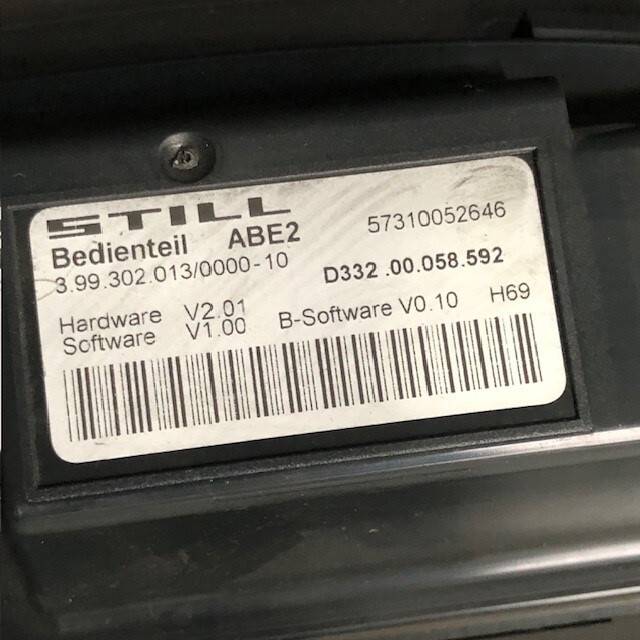 STILL
Bedienteil ABE2 57310052646
3.99.302.013/0000-10 D332 .00.058.592
Hardware V2.01
Software V1.00 B-Software V0.10 H69